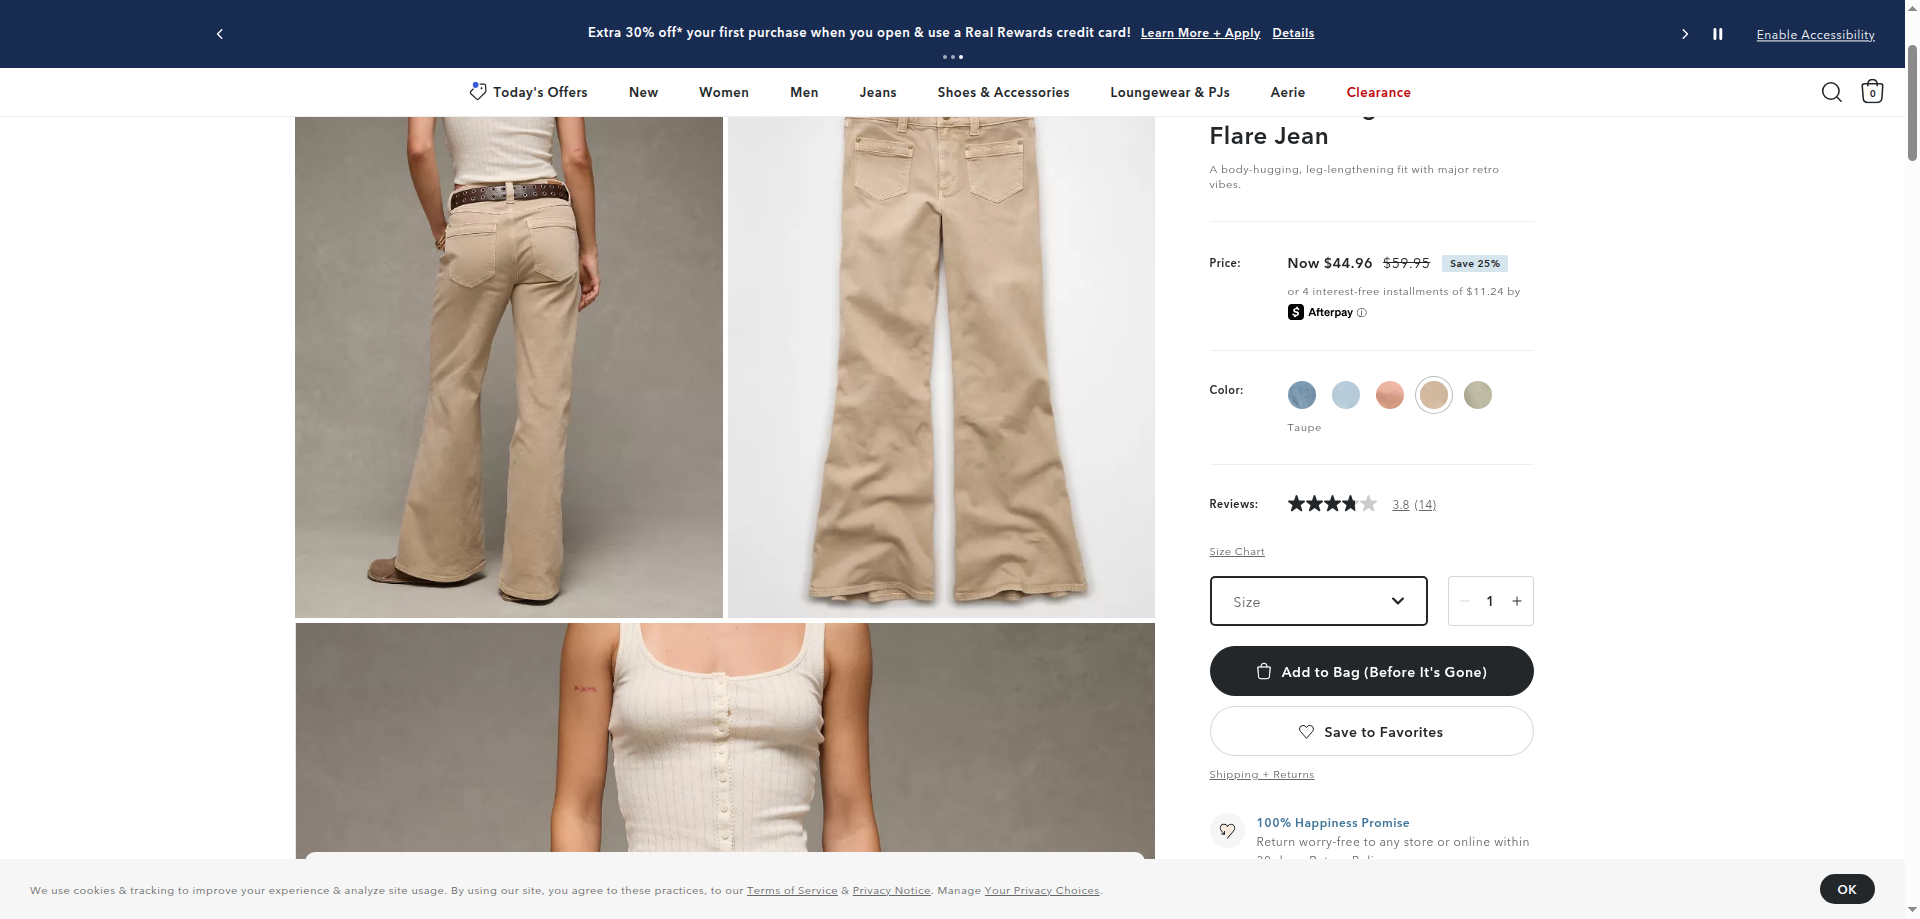 Extra 30% off* your first purchase when you open & use a Real Rewards credit card! Learn More + Apply Details
Enable Accessibility
Today's Offers New Women Men Jeans Shoes & Accessories Loungewear & PJs Aerie Clearance
0
Flare Jean
A body-hugging, leg-lengthening fit with major retro
vibes.
Price: Now $44.96 $59.95 Save 25%
or 4 interest-free installments of $11.24 by
Afterpay
Color:
Taupe
Reviews: 3.8 (14)
Size Chart
Size
1
Add to Bag (Before It's Gone)
Save to Favorites
Shipping + Returns
100% Happiness Promise
Return worry-free to any store or online within
We use cookies & tracking to improve your experience & analyze site usage. By using our site, you agree to these practices, to our Terms of Service & Privacy Notice. Manage Your Privacy Choices.
OK